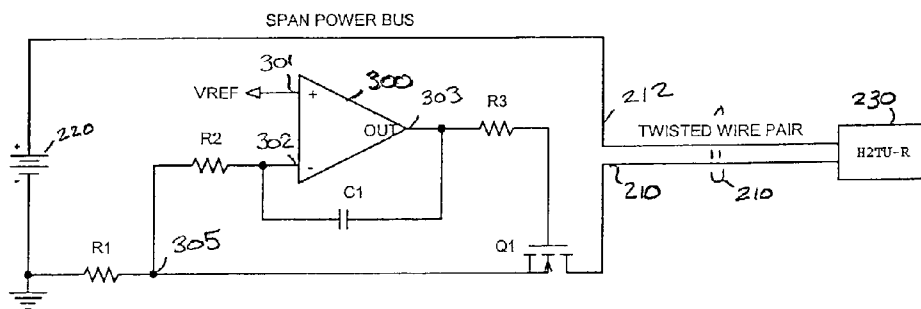 SPAN POWER BUS
301
300
VREF
+
303
R3
212
230
220
R2
302
OUT
-
TWISTED WIRE PAIR
H2TU-R
+
-
C1
210
210
R1
305
Q1